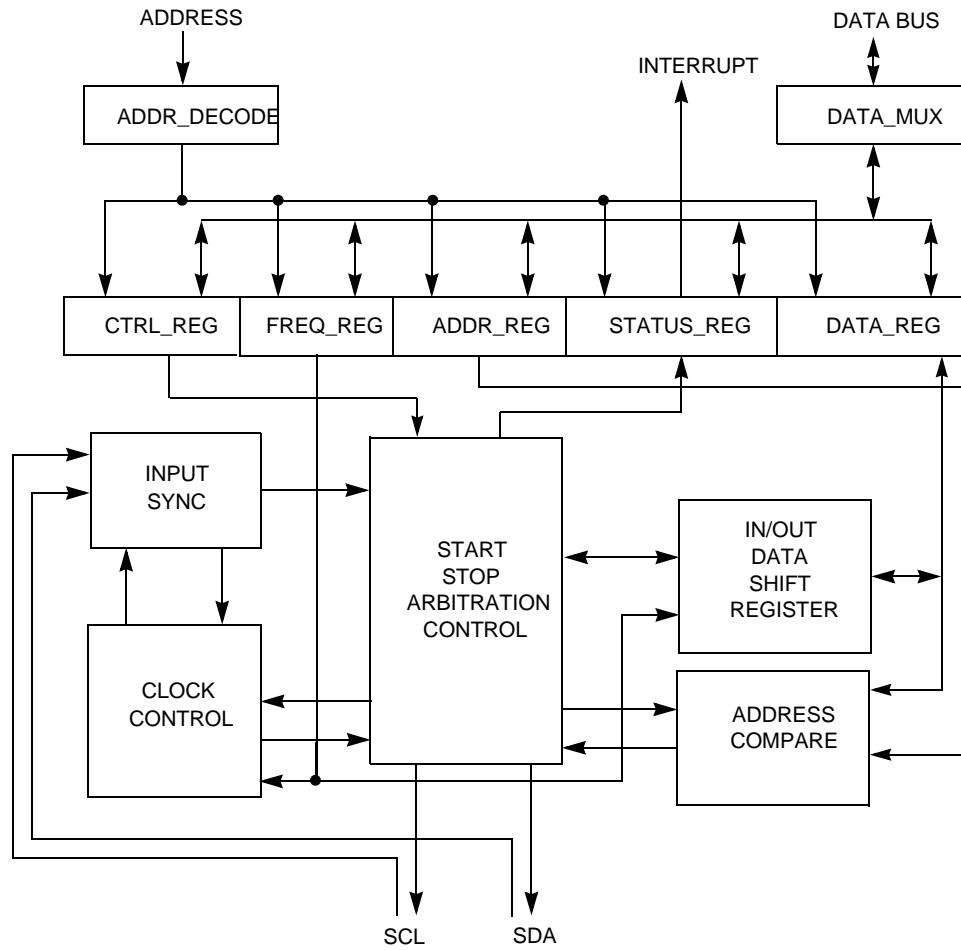 ADDRESS
DATA BUS
INTERRUPT
ADDR_DECODE
DATA_MUX
CTRL_REG
FREQ_REG
ADDR_REG
STATUS_REG
DATA_REG
INPUT
SYNC
START
STOP
ARBITRATION
CONTROL
IN/OUT
DATA
SHIFT
REGISTER
CLOCK
CONTROL
ADDRESS
COMPARE
SCL
SDA